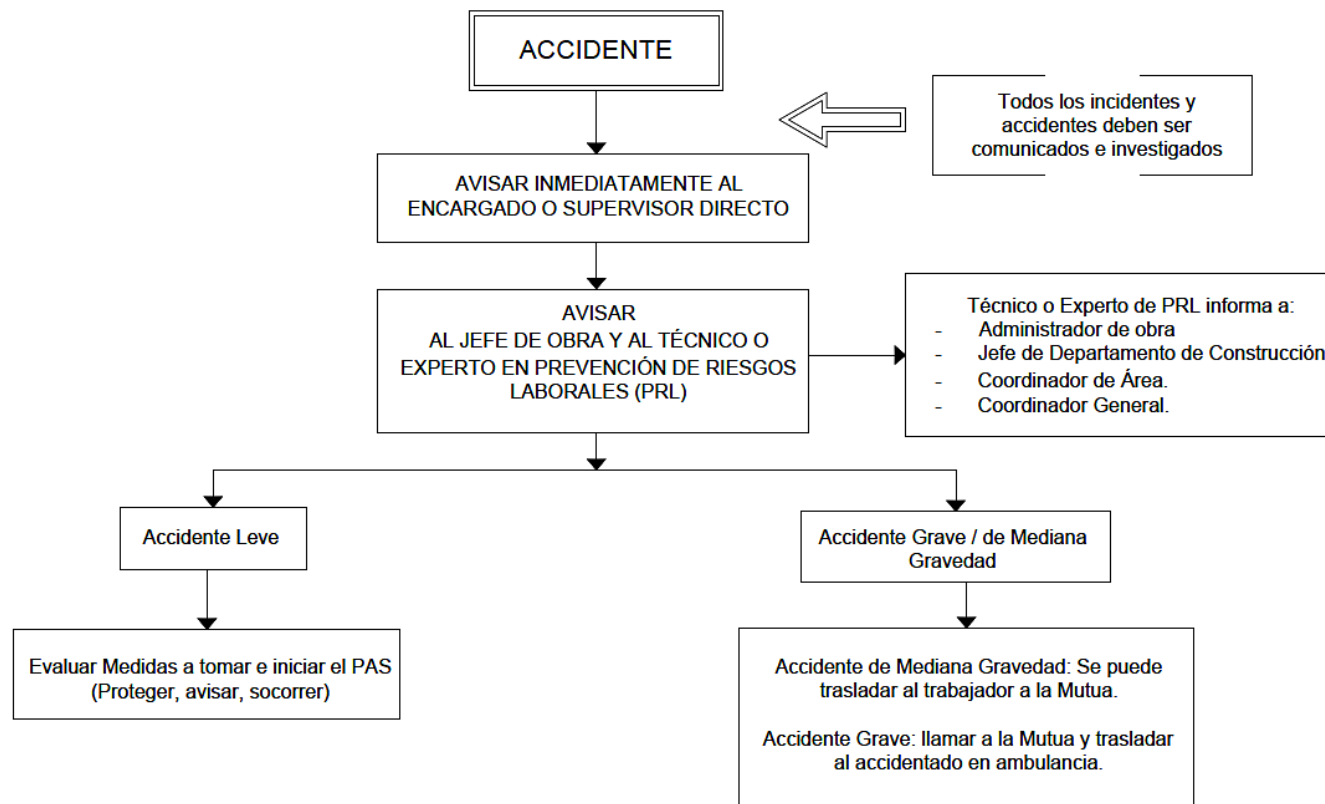 ACCIDENTE
Todos los incidentes y
accidentes deben ser
comunicados e investigados
AVISAR INMEDIATAMENTE AL
ENCARGADO O SUPERVISOR DIRECTO
AVISAR
AL JEFE DE OBRA Y AL TÉCNICO O
EXPERTO EN PREVENCIÓN DE RIESGOS
LABORALES (PRL)
Técnico o Experto de PRL informa a:
- Administrador de obra
- Jefe de Departamento de Construcción
- Coordinador de Área.
- Coordinador General.
Accidente Leve
Accidente Grave / de Mediana
Gravedad
Evaluar Medidas a tomar e iniciar el PAS
(Proteger, avisar, socorrer)
Accidente de Mediana Gravedad: Se puede
trasladar al trabajador a la Mutua.
Accidente Grave: llamar a la Mutua y trasladar
al accidentado en ambulancia.